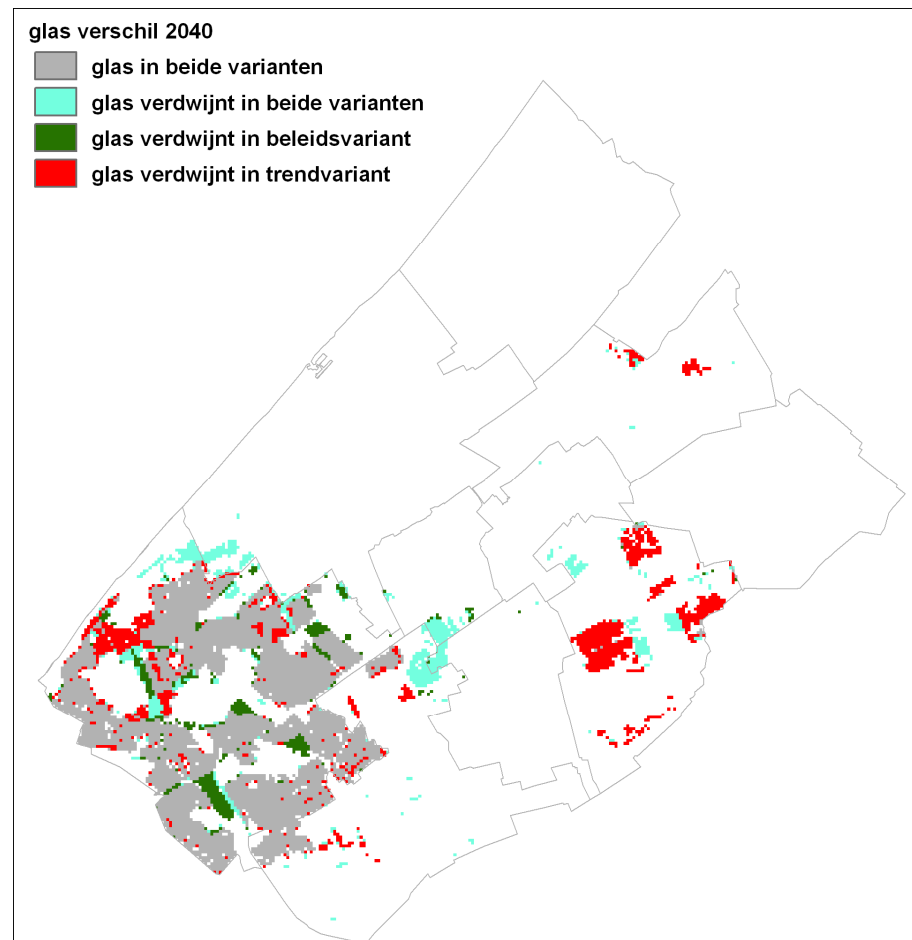 glas verschil 2040
glas in beide varianten
glas verdwijnt in beide varianten
glas verdwijnt in beleidsvariant
glas verdwijnt in trendvariant